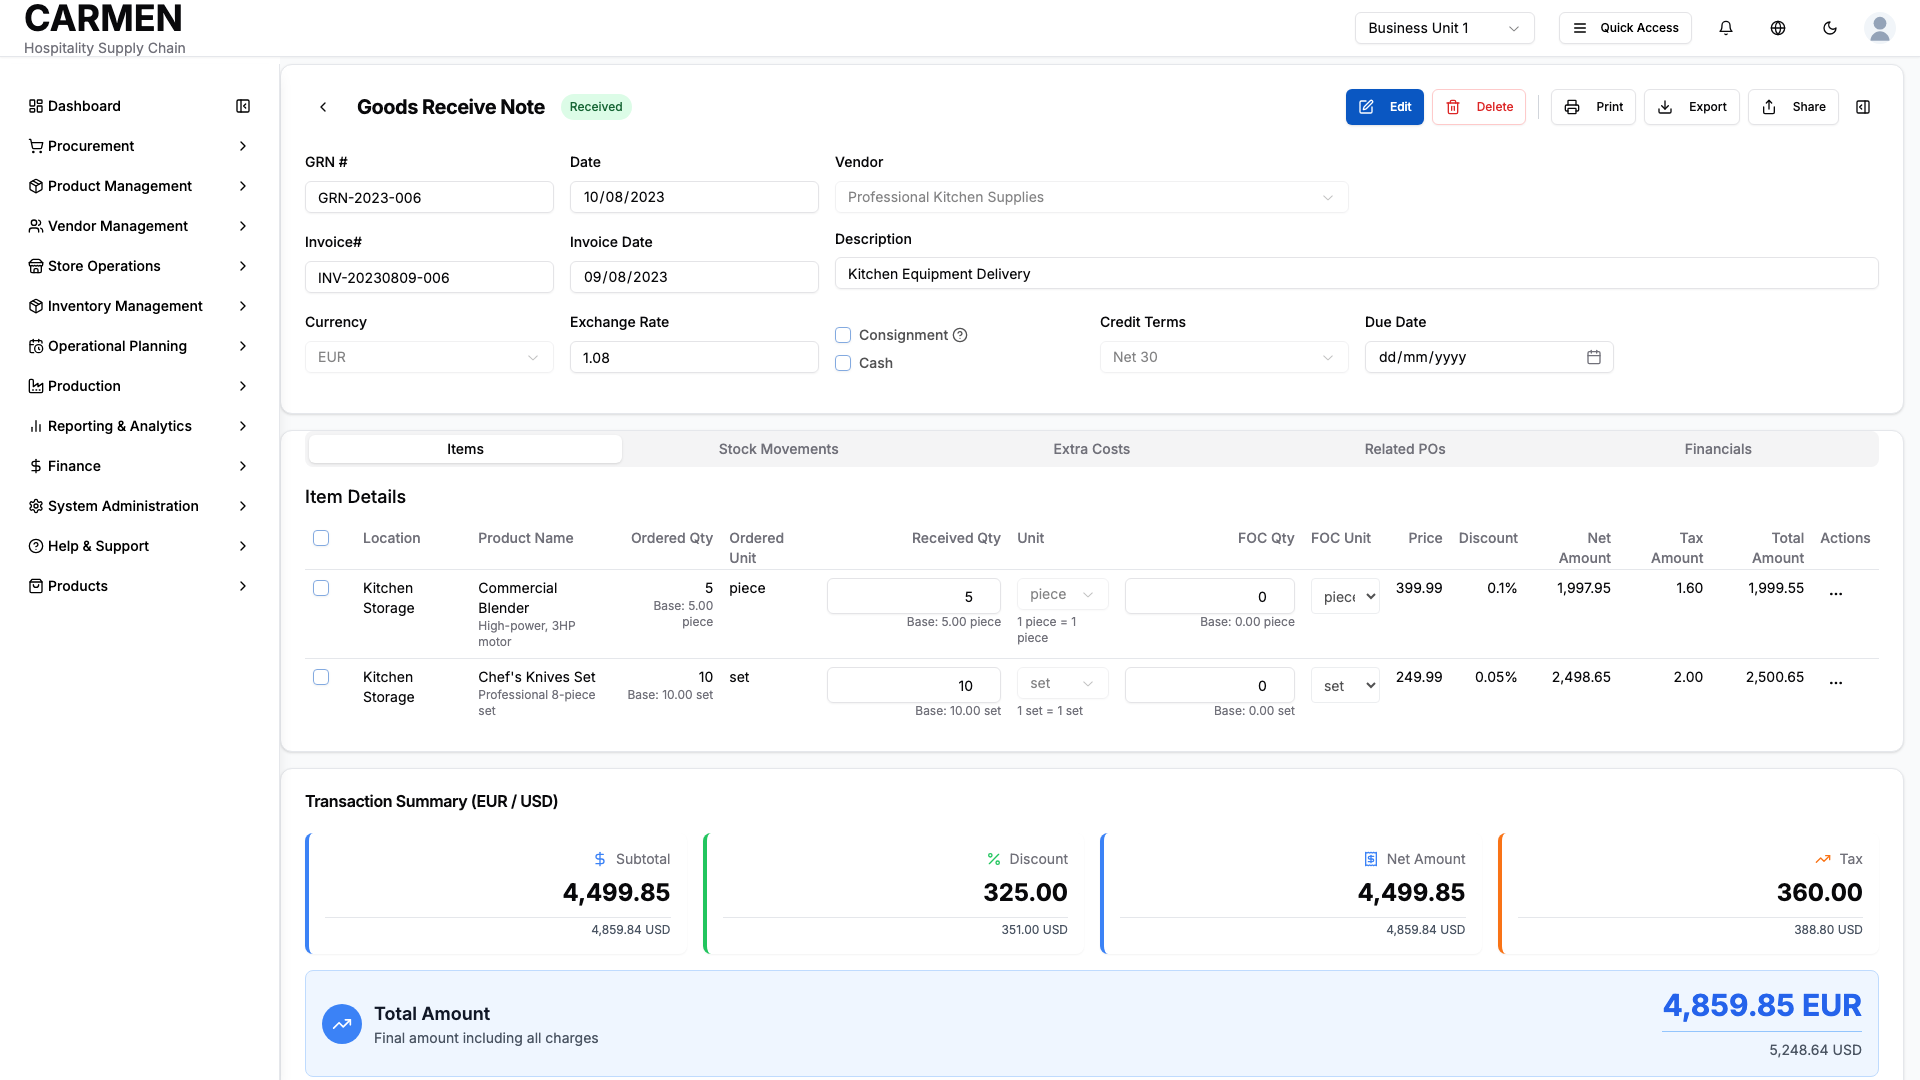 CARMEN
Hospitality Supply Chain
Business Unit 1
Quick Access
Dashboard
Procurement
Product Management
Vendor Management
Store Operations
Inventory Management
Operational Planning
Production
Reporting & Analytics
Finance
System Administration
Help & Support
Products
Goods Receive Note
Received
Edit
Delete
Print
Export
Share
GRN #
Date
Vendor
GRN-2023-006
10/08/2023
Professional Kitchen Supplies
Invoice#
Invoice Date
Description
INV-20230809-006
09/08/2023
Kitchen Equipment Delivery
Currency
Exchange Rate
Consignment
Cash
Credit Terms
Due Date
EUR
1.08
Net 30
dd/mm/yyyy
Items
Stock Movements
Extra Costs
Related POs
Financials
Item Details
Location
Product Name
Ordered Qty
Ordered
Unit
Received Qty
Unit
FOC Qty
FOC Unit
Price
Discount
Net
Amount
Tax
Amount
Total
Amount
Actions
Kitchen
Storage
Commercial
Blender
High-power, 3HP
motor
5
Base: 5.00
piece
piece
5
Base: 5.00 piece
piece
1 piece = 1
piece
0
Base: 0.00 piece
piece
399.99
0.1%
1,997.95
1.60
1,999.55
...
Kitchen
Storage
Chef's Knives Set
Professional 8-piece
set
10
Base: 10.00 set
set
10
Base: 10.00 set
set
1 set = 1 set
0
Base: 0.00 set
set
249.99
0.05%
2,498.65
2.00
2,500.65
...
Transaction Summary (EUR / USD)
Subtotal
4,499.85
4,859.84 USD
Discount
325.00
351.00 USD
Net Amount
4,499.85
4,859.84 USD
Tax
360.00
388.80 USD
Total Amount
Final amount including all charges
4,859.85 EUR
5,248.64 USD